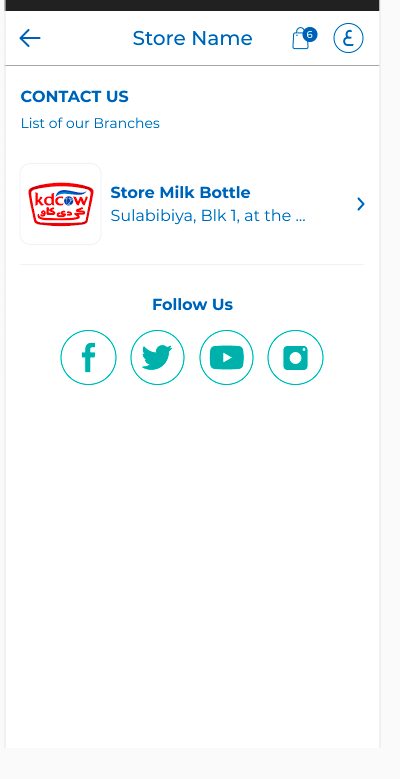 Store Name
6
ع
CONTACT US
List of our Branches
kdcow
كي دي كاو
Store Milk Bottle
Sulabibiya, Blk 1, at the ...
Follow Us